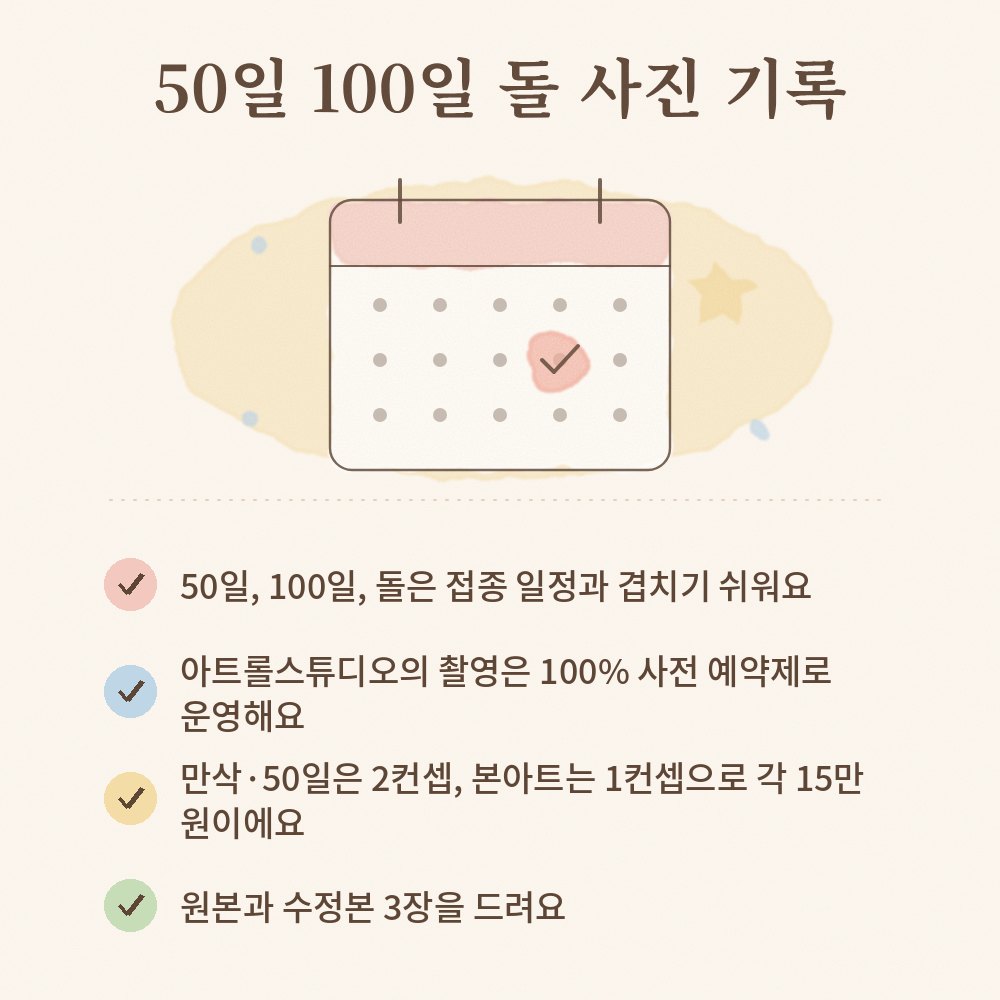 50일 100일 돌 사진 기록
50일, 100일, 돌은 접종 일정과 겹치기 쉬워요
아트롤스튜디오의 촬영은 100% 사전 예약제로
운영해요
만삭·50일은 2컨셉, 본아트는 1컨셉으로 각 15만
원이에요
원본과 수정본 3장을 드려요